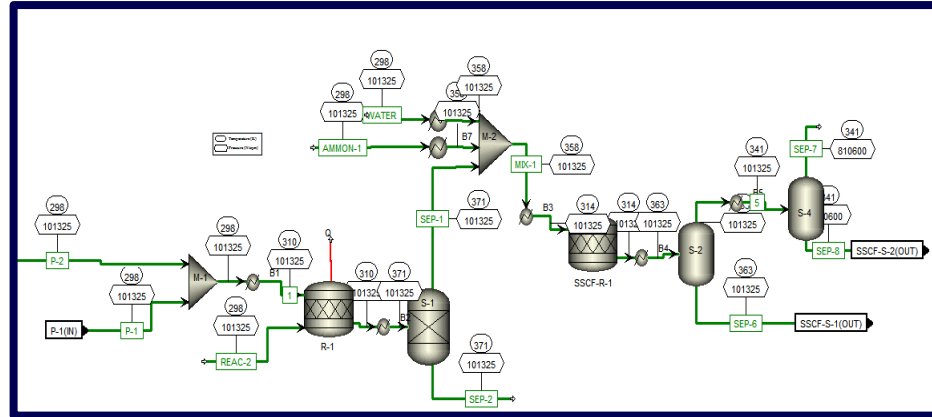 298
101325
WATER
298
101325
AMMON-1
358
101325
101325
B7
M-2
MIX-1
358
101325
Temperature (K)
371
101325
SEP-1
B3
314
101325
SSCF-R-1
314
363
101325
B4
S-2
341
101325
5
363
101325
SEP-6
SSCF-S-1(OUT)
341
810600
SEP-7
S-4
SEP-8
SSCF-S-2(OUT)
298
101325
P-2
298
101325
P-1(IN)
P-1
M-1
298
101325
B1
310
101325
1
Q
R-1
298
101325
REAC-2
310
371
101325
B2
S-1
371
101325
SEP-2